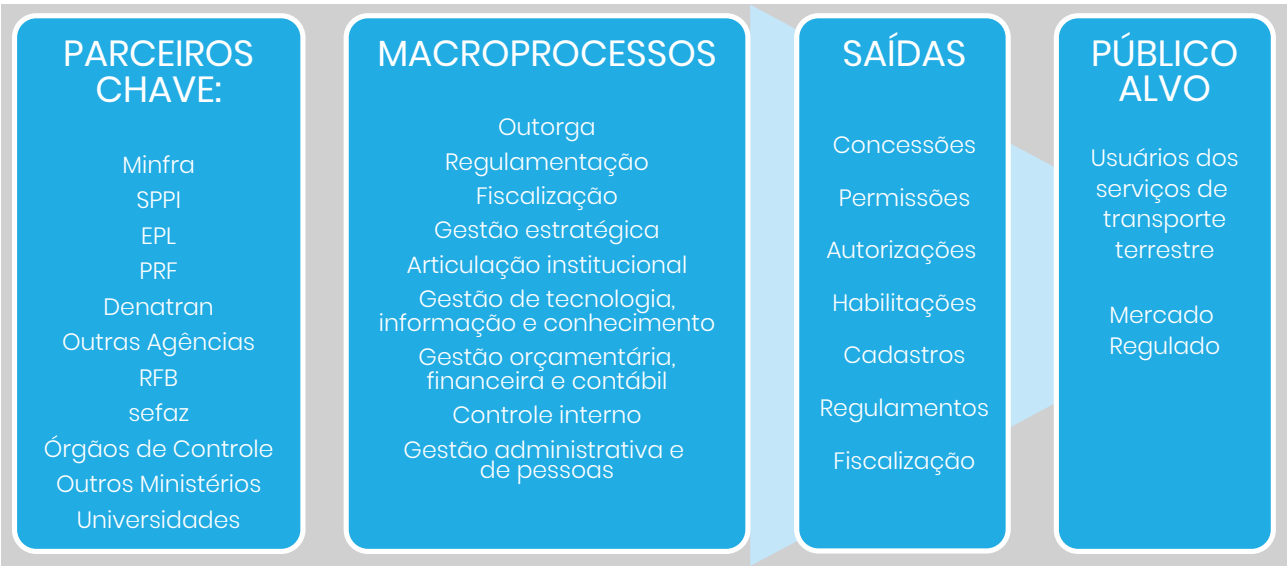 PARCEIROS
CHAVE:
Minfra
SPPI
EPL
PRF
Denatran
Outras Agências
RFB
sefaz
Órgãos de Controle
Outros Ministérios
Universidades
MACROPROCESSOS
Outorga
Regulamentação
Fiscalização
Gestão estratégica
Articulação institucional
Gestão de tecnologia,
informação e conhecimento
Gestão orçamentária,
financeira e contábil
Controle interno
Gestão administrativa e
de pessoas
SAÍDAS
Concessões
Permissões
Autorizações
Habilitações
Cadastros
Regulamentos
Fiscalização
PÚBLICO
ALVO
Usuários dos
serviços de
transporte
terrestre
Mercado
Regulado